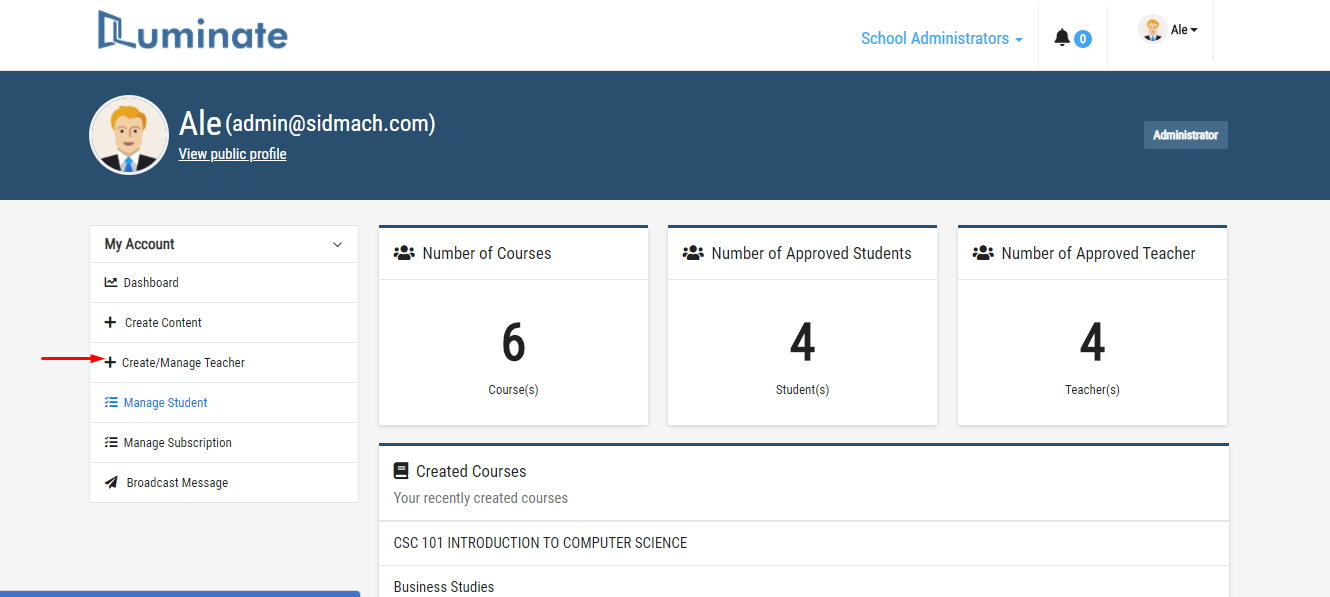 Luminate
School Administrators
0
Ale
Ale (admin@sidmach.com)
View public profile
Administrator
My Account
Dashboard
Create Content
Create/Manage Teacher
Manage Student
Manage Subscription
Broadcast Message
Number of Courses
6
Course(s)
Number of Approved Students
4
Student(s)
Number of Approved Teacher
4
Teacher(s)
Created Courses
Your recently created courses
CSC 101 INTRODUCTION TO COMPUTER SCIENCE
Business Studies